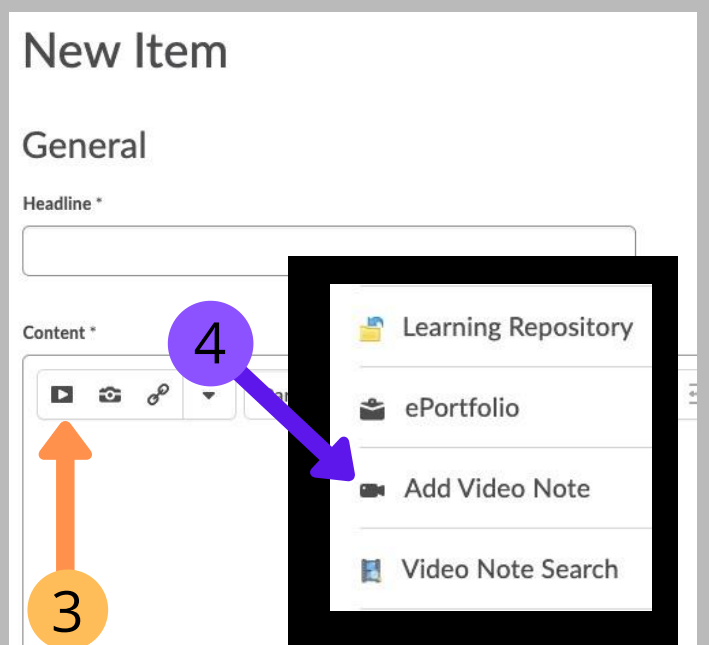 New Item
General
Headline *
Content *
4
Learning Repository
ePortfolio
Add Video Note
Video Note Search
3